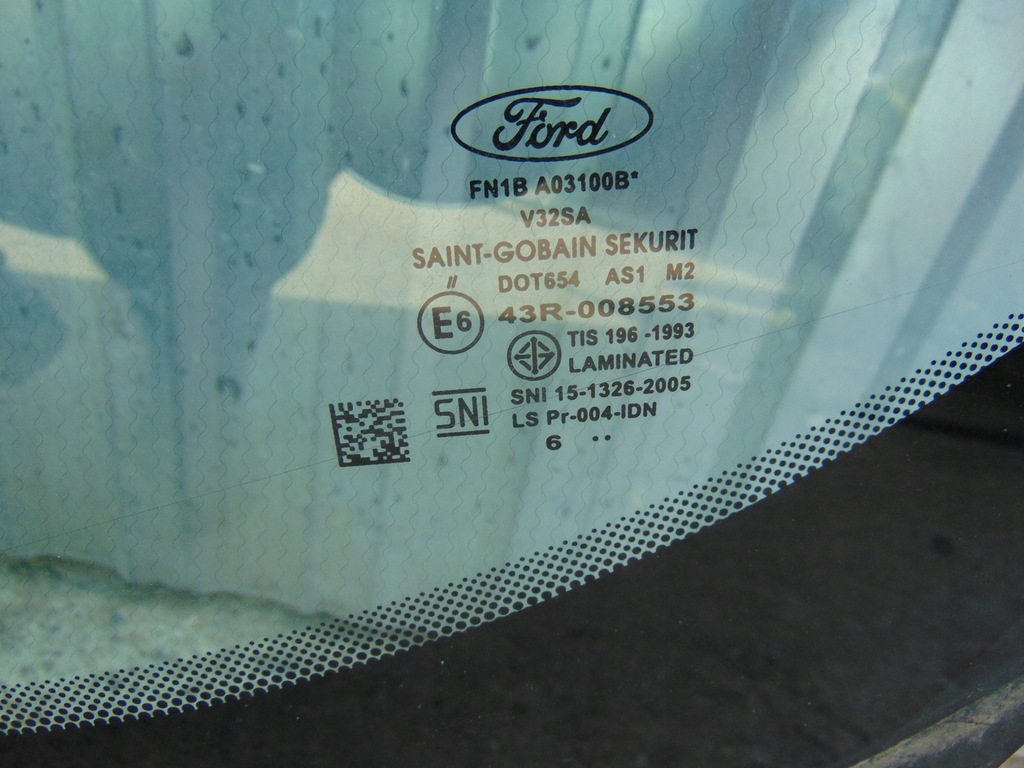 Ford
FN1B A03100B*
V32SA
SAINT-GOBAIN SEKURIT
〃 DOT654 AS1 M2
E6 43R-008553
TIS 196 -1993
LAMINATED
SNI SNI 15-1326-2005
LS Pr-004-IDN
6 ..